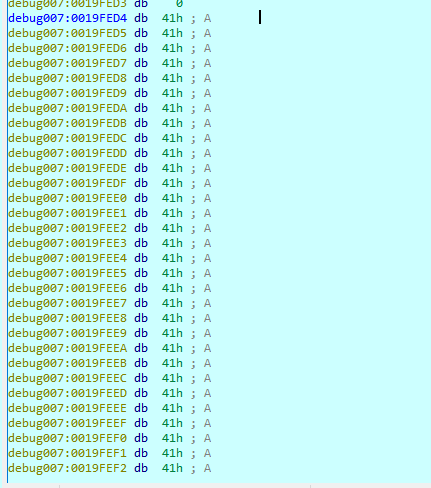 debug007:0019FED3 db    0
debug007:0019FED4 db  41h ; A
debug007:0019FED5 db  41h ; A
debug007:0019FED6 db  41h ; A
debug007:0019FED7 db  41h ; A
debug007:0019FED8 db  41h ; A
debug007:0019FED9 db  41h ; A
debug007:0019FEDA db  41h ; A
debug007:0019FEDB db  41h ; A
debug007:0019FEDC db  41h ; A
debug007:0019FEDD db  41h ; A
debug007:0019FEDE db  41h ; A
debug007:0019FEDF db  41h ; A
debug007:0019FEE0 db  41h ; A
debug007:0019FEE1 db  41h ; A
debug007:0019FEE2 db  41h ; A
debug007:0019FEE3 db  41h ; A
debug007:0019FEE4 db  41h ; A
debug007:0019FEE5 db  41h ; A
debug007:0019FEE6 db  41h ; A
debug007:0019FEE7 db  41h ; A
debug007:0019FEE8 db  41h ; A
debug007:0019FEE9 db  41h ; A
debug007:0019FEEA db  41h ; A
debug007:0019FEEB db  41h ; A
debug007:0019FEEC db  41h ; A
debug007:0019FEED db  41h ; A
debug007:0019FEEE db  41h ; A
debug007:0019FEEF db  41h ; A
debug007:0019FEF0 db  41h ; A
debug007:0019FEF1 db  41h ; A
debug007:0019FEF2 db  41h ; A